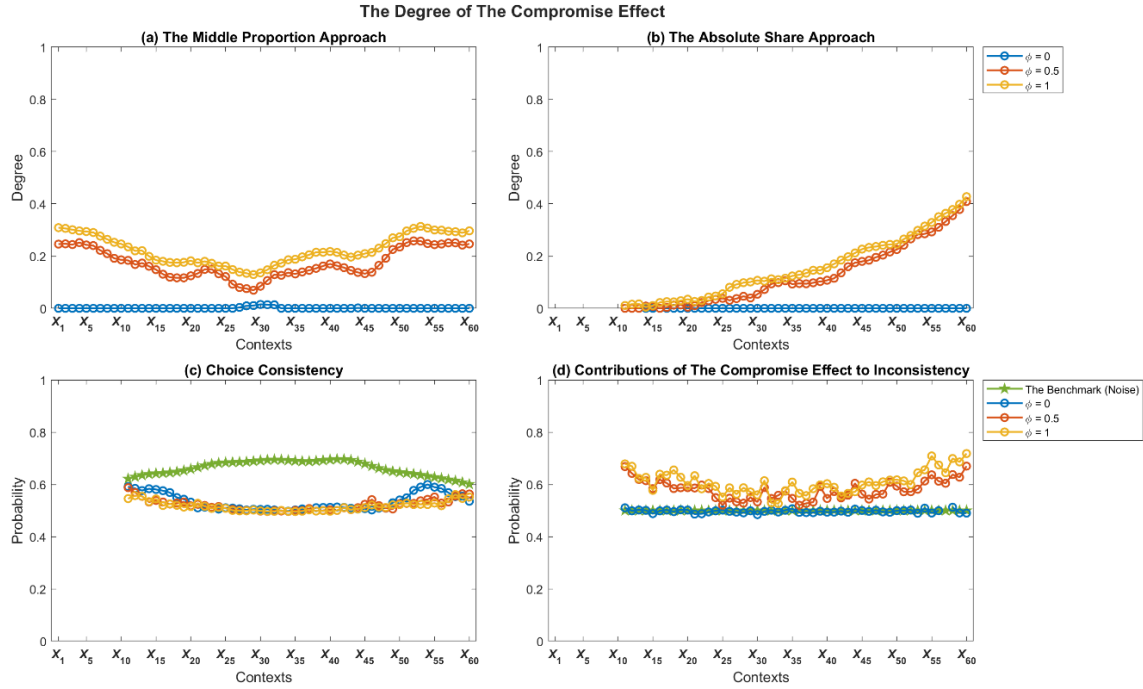 The Degree of The Compromise Effect
(a) The Middle Proportion Approach
1
0.8
0.6
0.4
0.2
0
Degree
X1 X5 X10 X15 X20 X25 X30 X35 X40 X45 X50 X55 X60
Contexts
(b) The Absolute Share Approach
1
0.8
0.6
0.4
0.2
0
Degree
X1 X5 X10 X15 X20 X25 X30 X35 X40 X45 X50 X55 X60
Contexts
ϕ = 0
ϕ = 0.5
ϕ = 1
(c) Choice Consistency
1
0.8
0.6
0.4
0.2
0
Probability
X1 X5 X10 X15 X20 X25 X30 X35 X40 X45 X50 X55 X60
Contexts
(d) Contributions of The Compromise Effect to Inconsistency
1
0.8
0.6
0.4
0.2
0
Probability
X1 X5 X10 X15 X20 X25 X30 X35 X40 X45 X50 X55 X60
Contexts
The Benchmark (Noise)
ϕ = 0
ϕ = 0.5
ϕ = 1